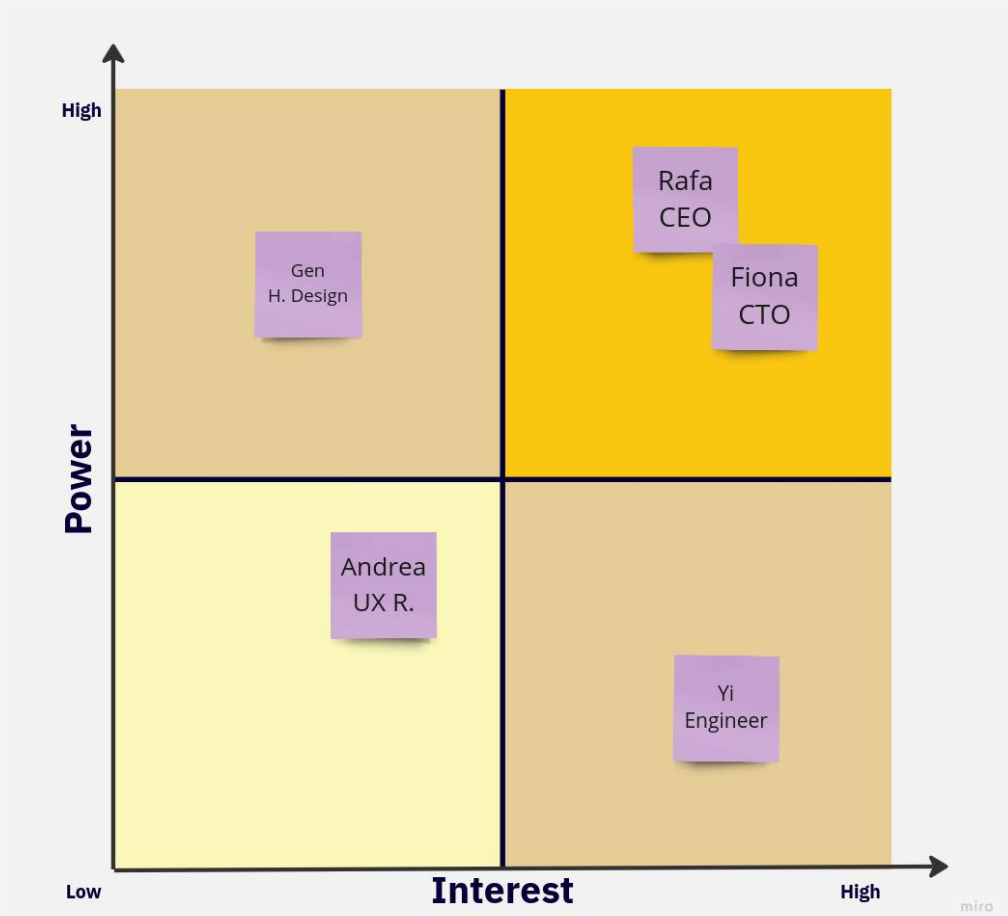 High
Rafa
CEO
Gen
H. Design
Fiona
CTO
Power
Andrea
UX R.
Yi
Engineer
Low
Interest
High
miro